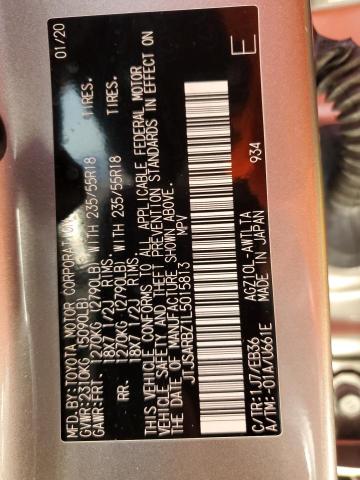 MFD.BY:TOYOTA MOTOR CORPORATION 01/20
GVWR:2310KG (5090LB)
GAWR:FRT. 1270KG (2790LB) WITH 235/55R18 TIRES.
18X7 1/2J RIMS.
RR. 1270KG (2790LB) WITH 235/55R18 TIRES.
18X7 1/2J RIMS.
THIS VEHICLE CONFORMS TO ALL APPLICABLE FEDERAL MOTOR
VEHICLE SAFETY AND THEFT PREVENTION STANDARDS IN EFFECT ON
THE DATE OF MANUFACTURE SHOWN ABOVE.
JTJSARBZ1L5015813 MPV
E
C/TR:1J7/EB36 AGZ10L-AWTLTA 934
A/TM:-01A/U661E MADE IN JAPAN